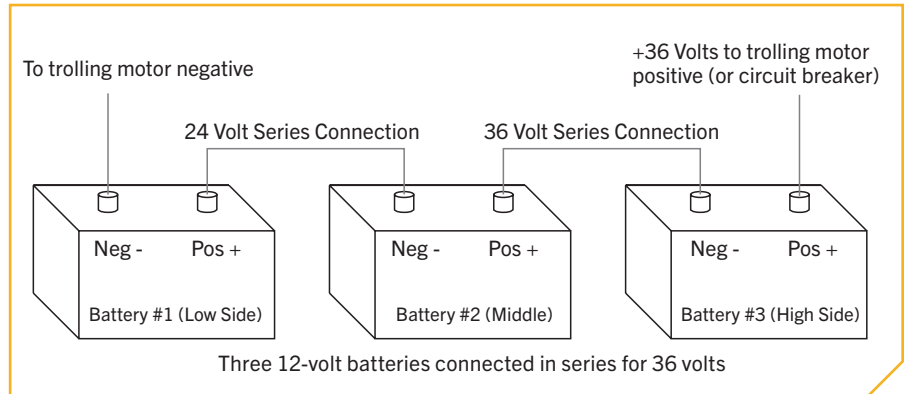 To trolling motor negative
+36 Volts to trolling motor
positive (or circuit breaker)
24 Volt Series Connection
36 Volt Series Connection
Neg -
Pos +
Neg -
Pos +
Neg -
Pos +
Battery #1 (Low Side)
Battery #2 (Middle)
Battery #3 (High Side)
Three 12-volt batteries connected in series for 36 volts